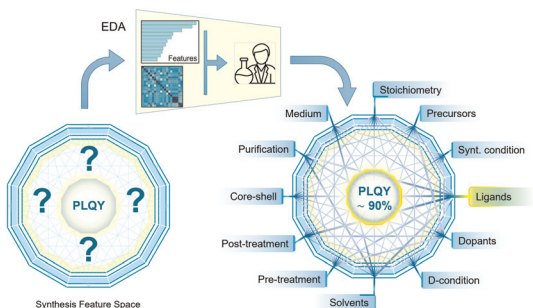 EDA
Features
Stoichiometry
Medium
Precursors
Purification
Synt. condition
?
?
?
?
PLQY
Core-shell
PLQY
~ 90%
Ligands
Post-treatment
Dopants
Pre-treatment
D-condition
Solvents
Synthesis Feature Space